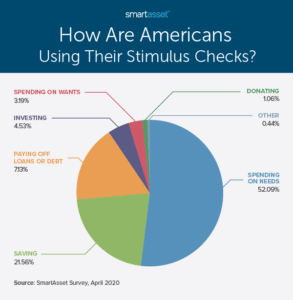 smartasset™
How Are Americans
Using Their Stimulus Checks?
SPENDING ON WANTS
3.19%
DONATING
1.06%
INVESTING
4.53%
OTHER
0.44%
PAYING OFF
LOANS OR DEBT
17.13%
SPENDING
ON NEEDS
52.09%
SAVING
21.56%
Source: SmartAsset Survey, April 2020